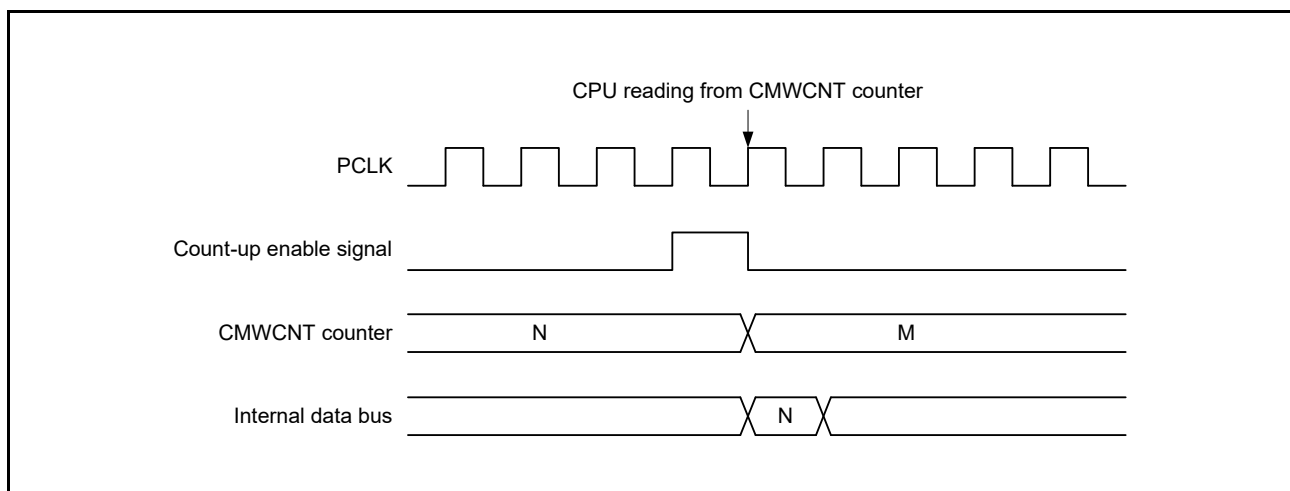 CPU reading from CMWCNT counter
PCLK
Count-up enable signal
CMWCNT counter
N
M
Internal data bus
N